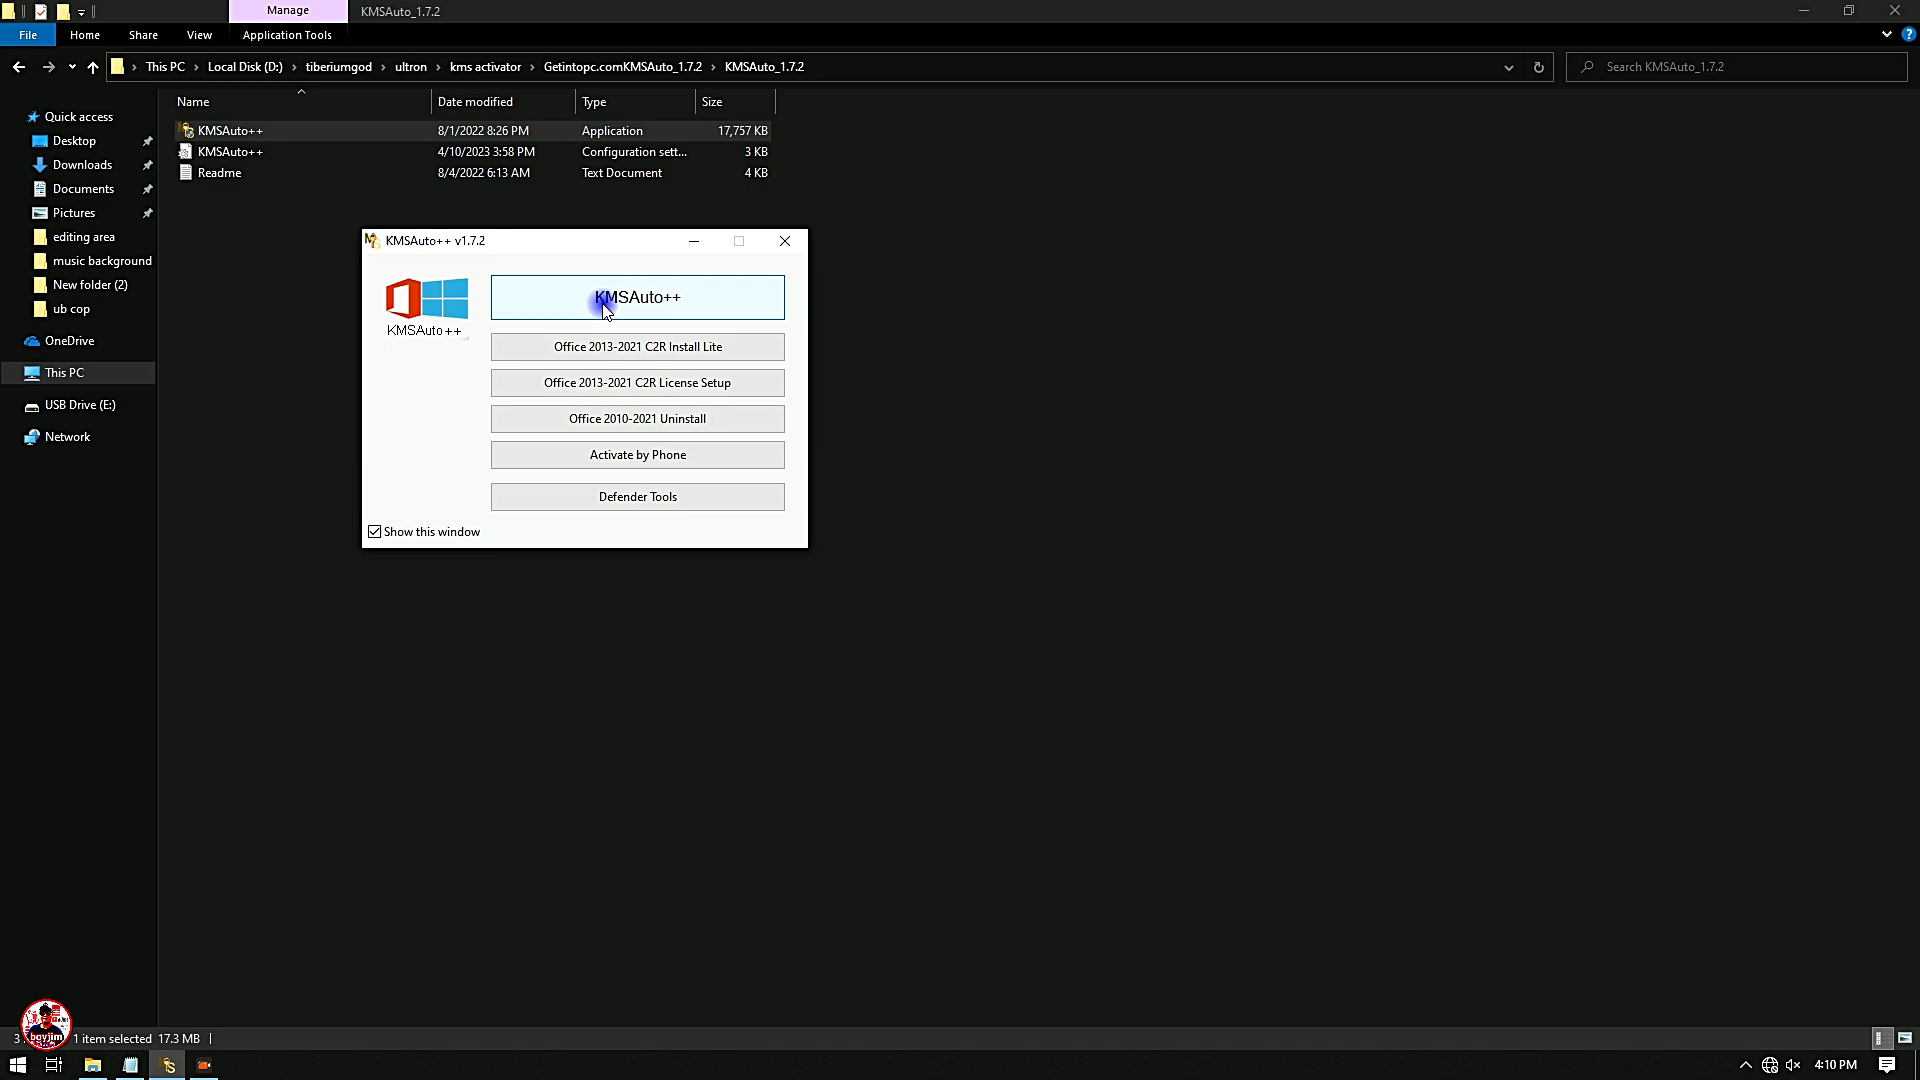 Manage
KMSAuto_1.7.2
File
Home
Share
View
Application Tools
This PC
Local Disk (D:)
tiberiumgod
ultron
kms activator
Getintopc.comKMSAuto_1.7.2
KMSAuto_1.7.2
Search KMSAuto_1.7.2
Name
Date modified
Type
Size
KMSAuto++
8/1/2022 8:26 PM
Application
17,757 KB
KMSAuto++
4/10/2023 3:58 PM
Configuration sett...
3 KB
Readme
8/4/2022 6:13 AM
Text Document
4 KB
Quick access
Desktop
Downloads
Documents
Pictures
editing area
music background
New folder (2)
ub cop
OneDrive
This PC
USB Drive (E:)
Network
KMSAuto++ v1.7.2
KMSAuto++
KMSAuto++
Office 2013-2021 C2R Install Lite
Office 2013-2021 C2R License Setup
Office 2010-2021 Uninstall
Activate by Phone
Defender Tools
Show this window
boyjim
3
1 item selected
17.3 MB
4:10 PM